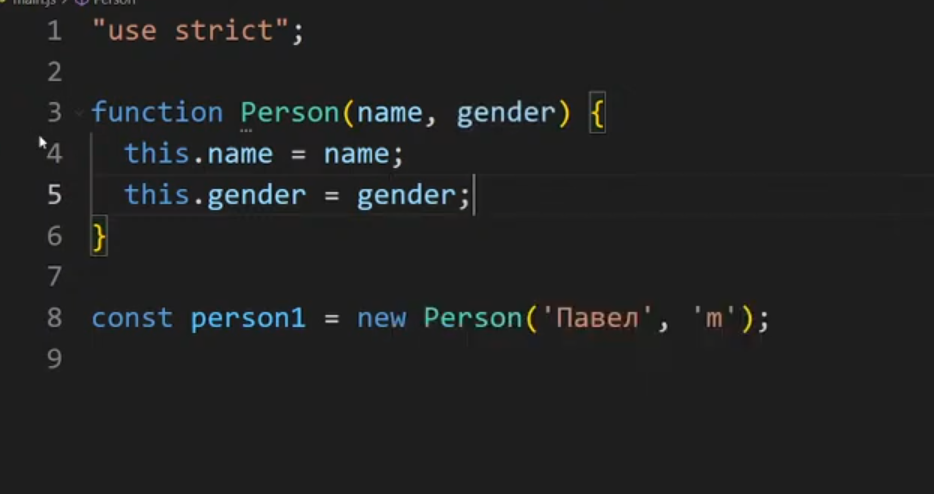 main.js > Person
1 "use strict";
2
3 function Person(name, gender) {
4 this.name = name;
5 this.gender = gender;
6 }
7
8 const person1 = new Person('Павел', 'm');
9